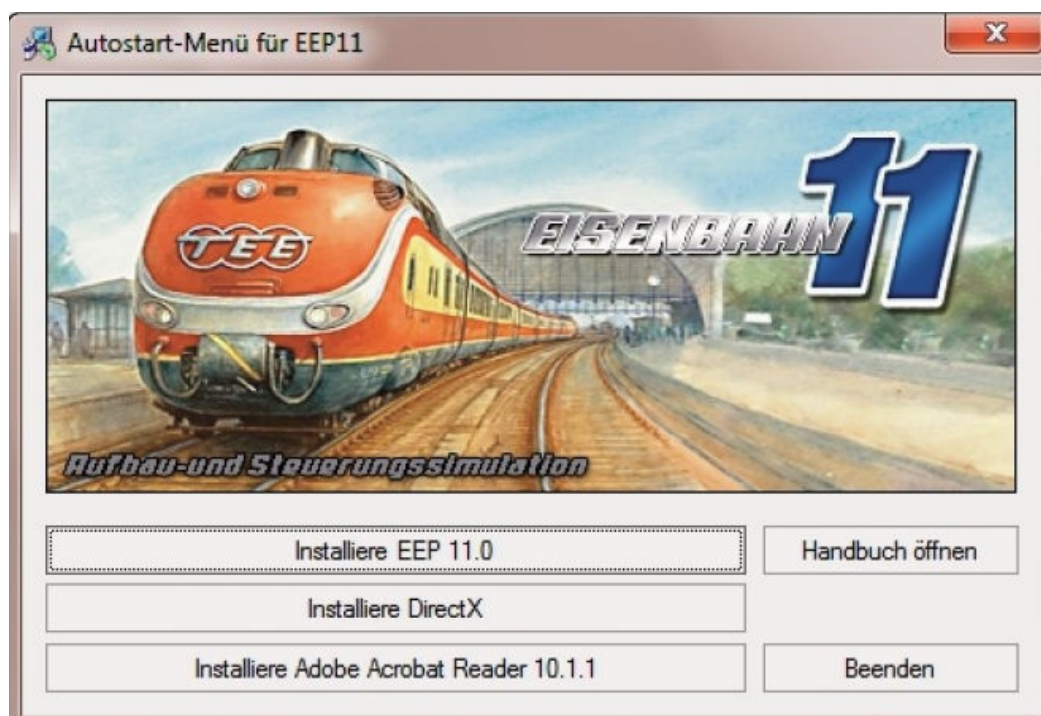 Autostart-Menü für EEP11
EISENBAHN 11
TEE
Aufbau-und Steuerungssimulation
Installiere EEP 11.0
Handbuch öffnen
Installiere DirectX
Installiere Adobe Acrobat Reader 10.1.1
Beenden